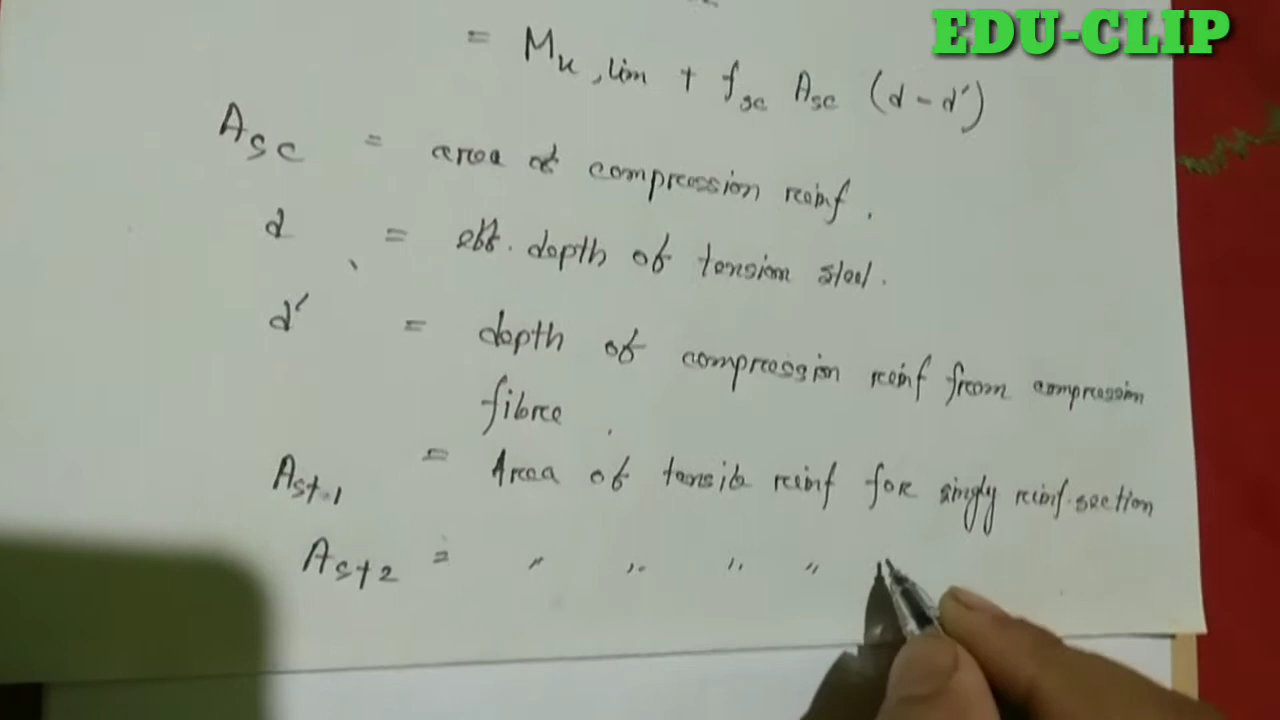 EDU-CLIP
= Mu,lim + fsc Asc (d - d')
Asc = area of compression reinf.
d = eff. depth of tension steel.
d' = depth of compression reinf from compression
fibre.
Ast1 = Area of tensile reinf for singly reinf. section
Ast2 = " " " "